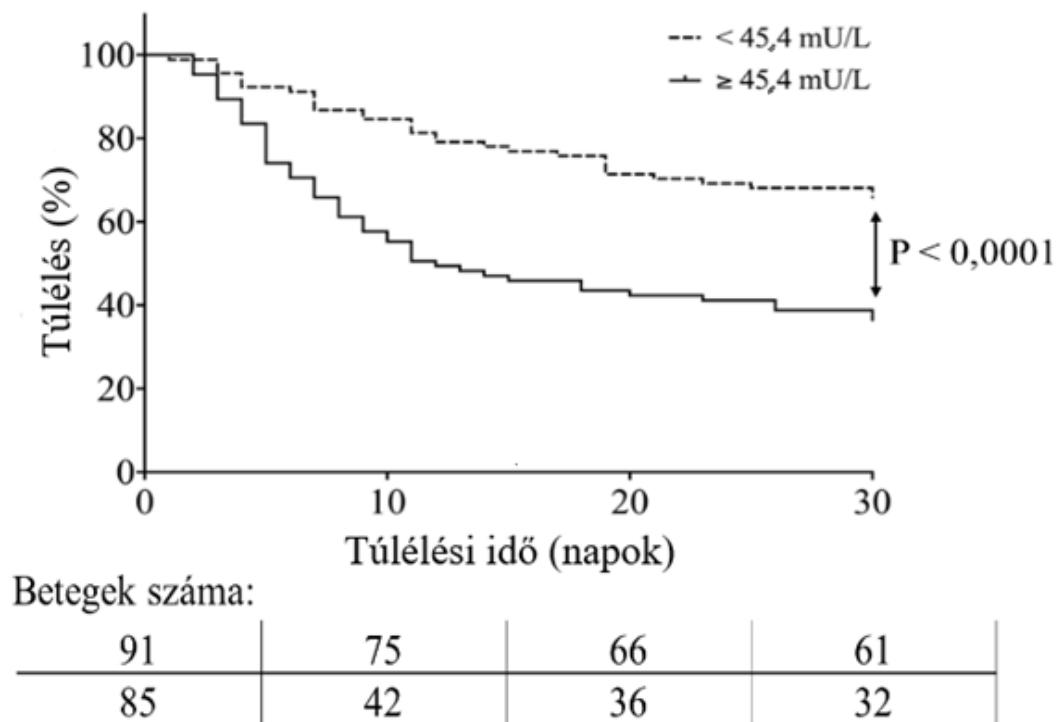 < 45,4 mU/L
≥ 45,4 mU/L
100
80
60
40
20
0
Túlélés (%)
P < 0,0001
0 10 20 30
Túlélési idő (napok)
Betegek száma:
91 75 66 61
85 42 36 32